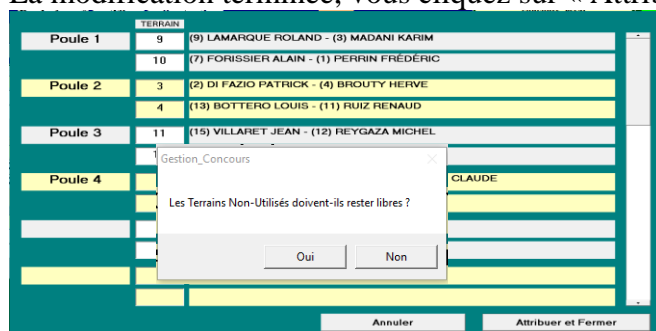 La modification terminée, vous cliquez sur « Attri
TERRAIN
Poule 1 9 (9) LAMARQUE ROLAND - (3) MADANI KARIM
10 (7) FORISSIER ALAIN - (1) PERRIN FRÉDÉRIC
Poule 2 3 (2) DI FAZIO PATRICK - (4) BROUTY HERVE
4 (13) BOTTERO LOUIS - (11) RUIZ RENAUD
Poule 3 11 (15) VILLARET JEAN - (12) REYGAZA MICHEL
Gestion_Concours
Poule 4 CLAUDE
Les Terrains Non-Utilisés doivent-ils rester libres ?
Oui Non
Annuler Attribuer et Fermer